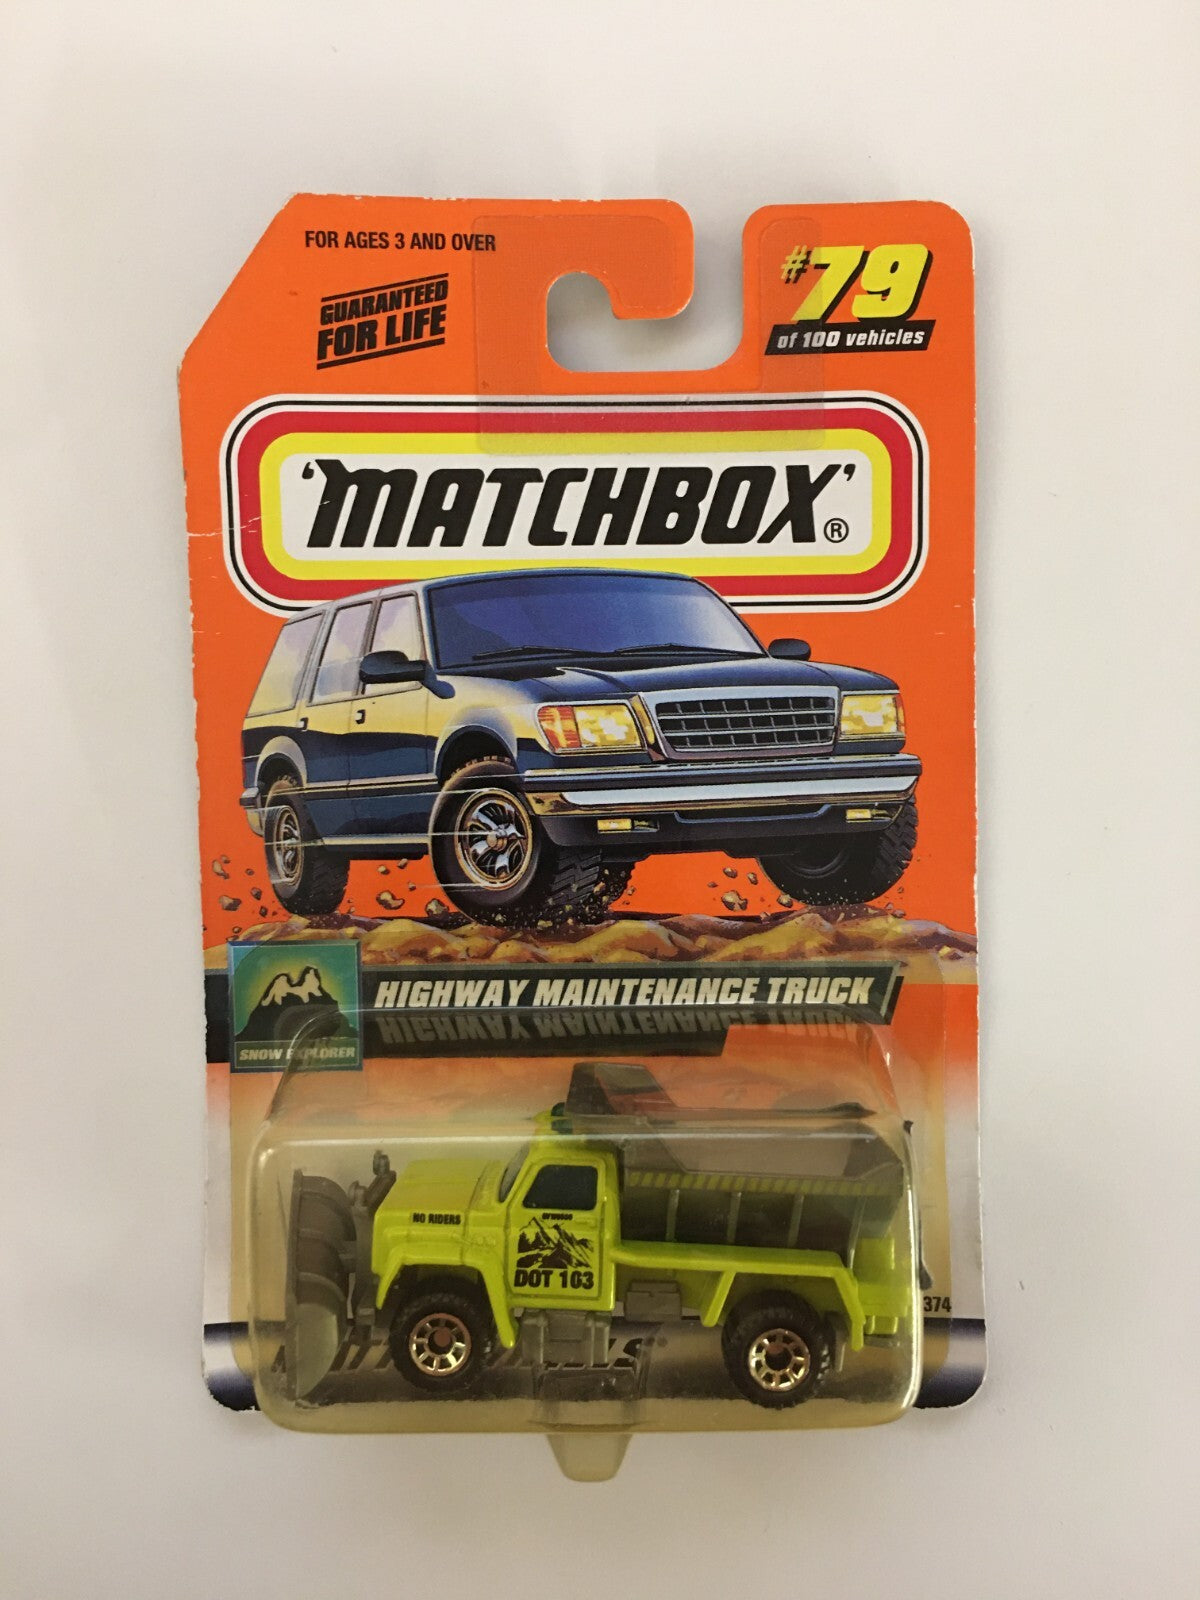 FOR AGES 3 AND OVER
GUARANTEED
FOR LIFE
#79
of 100 vehicles
'MATCHBOX'®
HIGHWAY MAINTENANCE TRUCK
SNOW EXPLORER
NO RIDERS
DOT 103
374